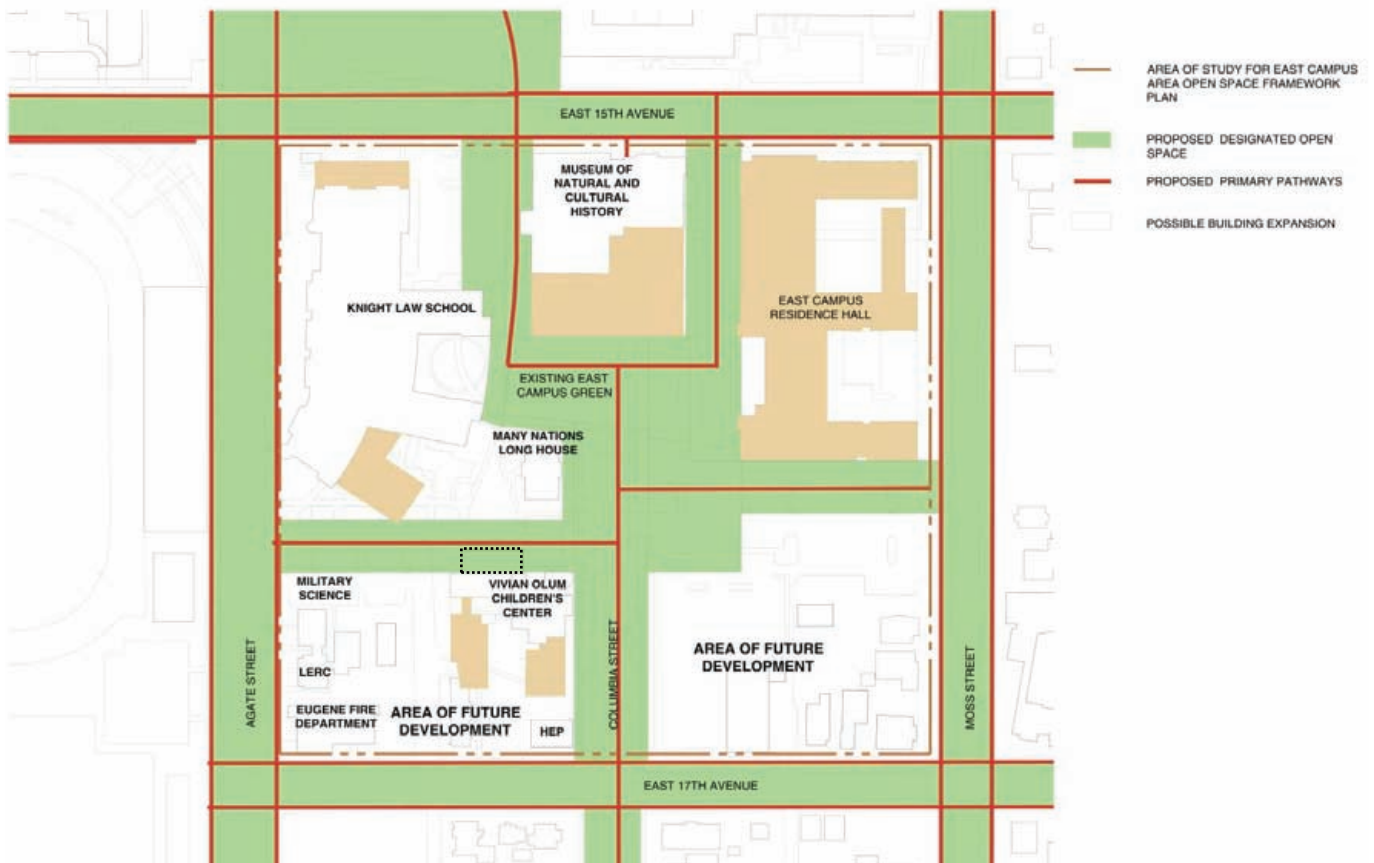 EAST 15TH AVENUE
MUSEUM OF
NATURAL AND
CULTURAL
HISTORY
KNIGHT LAW SCHOOL
EAST CAMPUS
RESIDENCE HALL
EXISTING EAST
CAMPUS GREEN
MANY NATIONS
LONG HOUSE
MILITARY
SCIENCE
VIVIAN OLUM
CHILDREN'S
CENTER
LERC
EUGENE FIRE
DEPARTMENT
AREA OF FUTURE
DEVELOPMENT
HEP
AREA OF FUTURE
DEVELOPMENT
AGATE STREET
COLUMBIA STREET
MOSS STREET
EAST 17TH AVENUE
AREA OF STUDY FOR EAST CAMPUS
AREA OPEN SPACE FRAMEWORK
PLAN
PROPOSED DESIGNATED OPEN
SPACE
PROPOSED PRIMARY PATHWAYS
POSSIBLE BUILDING EXPANSION